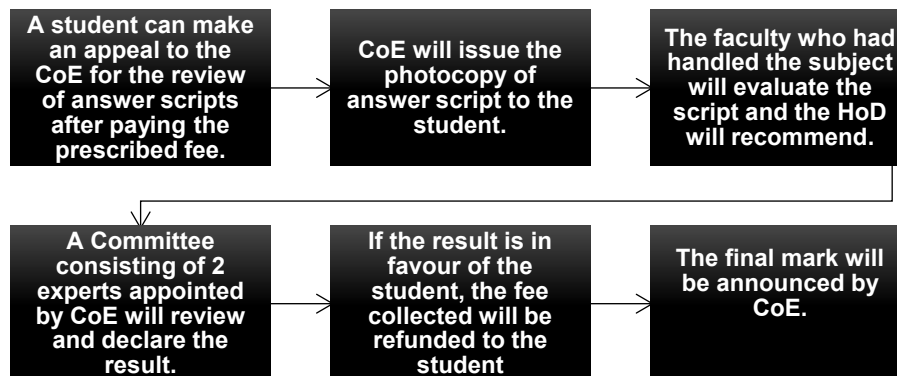 A student can make
an appeal to the
CoE for the review
of answer scripts
after paying the
prescribed fee.
CoE will issue the
photocopy of
answer script to the
student.
The faculty who had
handled the subject
will evaluate the
script and the HoD
will recommend.
A Committee
consisting of 2
experts appointed
by CoE will review
and declare the
result.
If the result is in
favour of the
student, the fee
collected will be
refunded to the
student
The final mark will
be announced by
CoE.